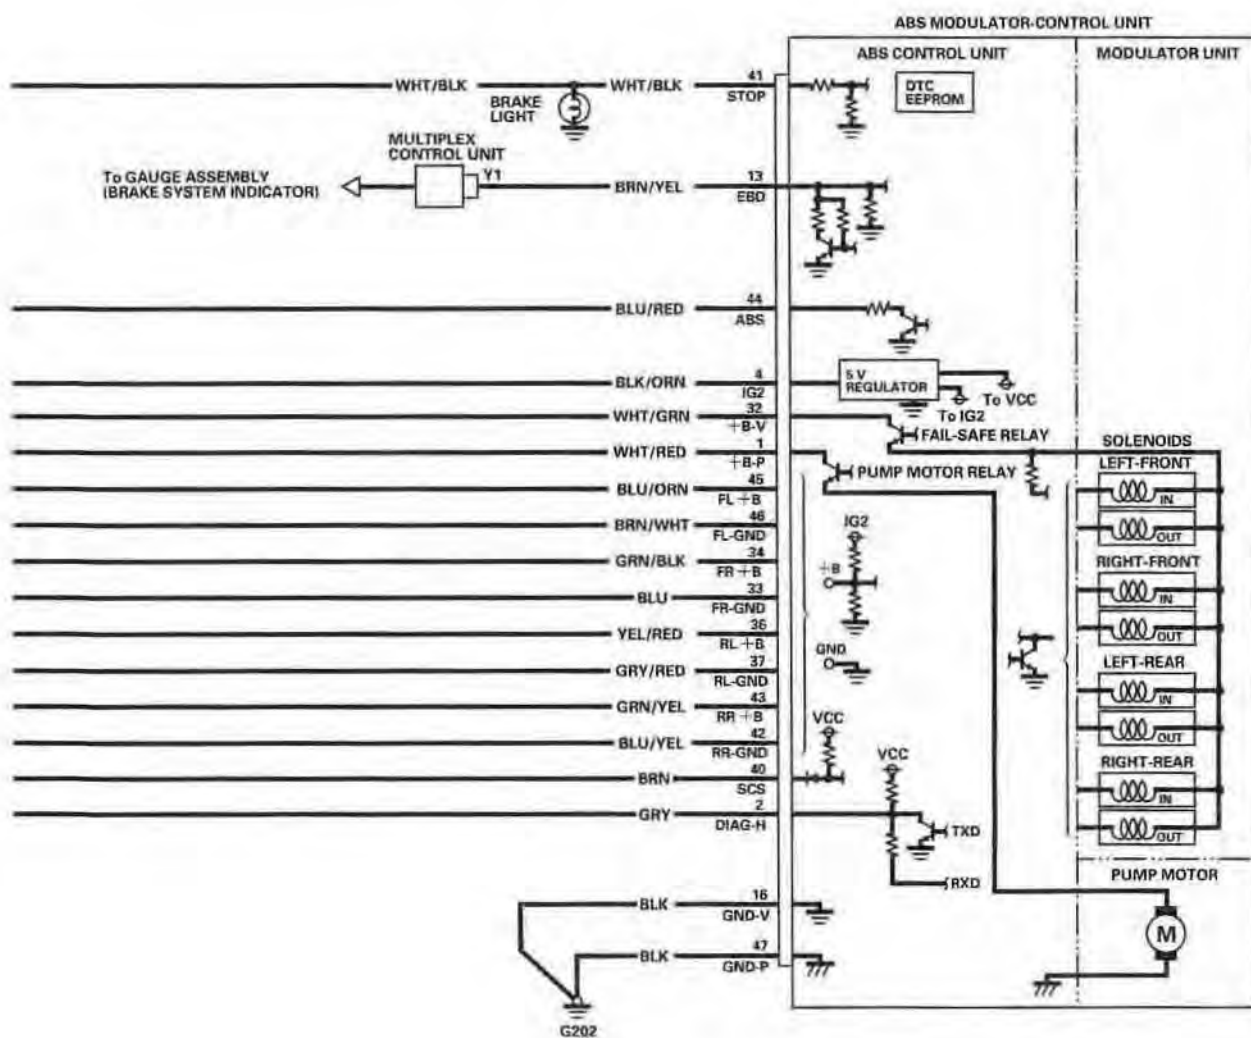 ABS MODULATOR-CONTROL UNIT
ABS CONTROL UNIT
MODULATOR UNIT
WHT/BLK
BRAKE
LIGHT
WHT/BLK
41
STOP
DTC
EEPROM
MULTIPLEX
CONTROL UNIT
Y1
To GAUGE ASSEMBLY
(BRAKE SYSTEM INDICATOR)
BRN/YEL
13
EBD
BLU/RED
44
ABS
BLK/ORN
4
IG2
5 V
REGULATOR
To VCC
To IG2
WHT/GRN
32
+B-V
FAIL-SAFE RELAY
WHT/RED
1
+B-P
PUMP MOTOR RELAY
BLU/ORN
45
FL +B
BRN/WHT
46
FL-GND
IG2
GRN/BLK
34
FR +B
+B
BLU
33
FR-GND
YEL/RED
36
RL +B
GND
GRY/RED
37
RL-GND
GRN/YEL
43
RR +B
VCC
BLU/YEL
42
RR-GND
VCC
BRN
40
SCS
GRY
2
DIAG-H
TXD
RXD
SOLENOIDS
LEFT-FRONT
IN
OUT
RIGHT-FRONT
IN
OUT
LEFT-REAR
IN
OUT
RIGHT-REAR
IN
OUT
PUMP MOTOR
M
BLK
16
GND-V
BLK
47
GND-P
G202